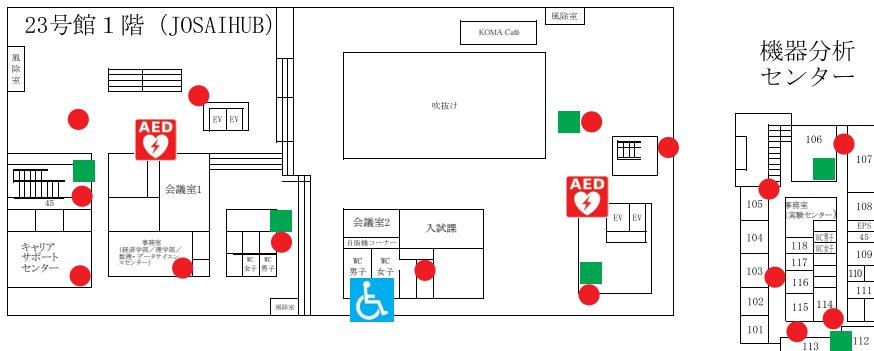 23号館1階 (JOSAIHUB)
風除室
KOMA Café
風除室
機器分析
センター
吹抜け
EV EV
AED
106
107
会議室1
45
AED
105
事務室
(実験センター)
108
EPS
45
会議室2
入試課
EV EV
自販機コーナー
キャリア
サポート
センター
事務室
(経済学部/理学部/
数理・データサイエ
ンスセンター)
WC
女子
WC
男子
WC
男子
WC
女子
104
118
WC男子
WC女子
109
117
103
116
110
111
102
115
114
101
113
112
風除室